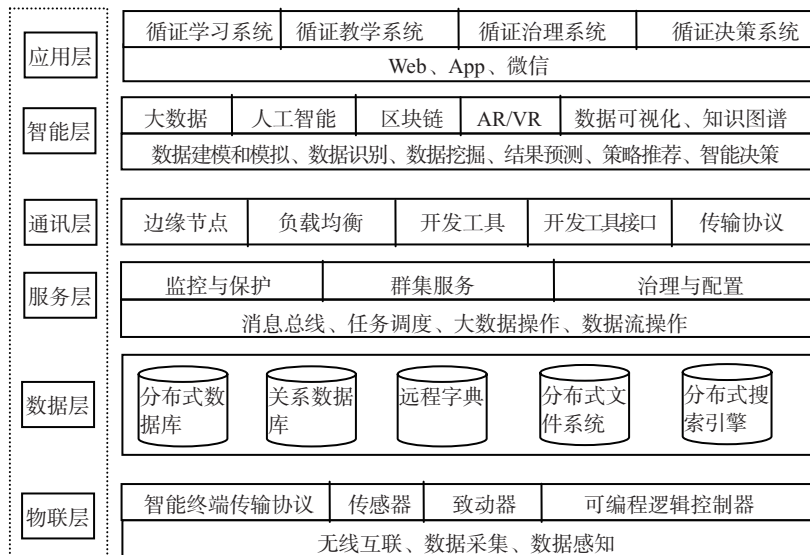 应用层
循证学习系统 循证教学系统 循证治理系统 循证决策系统
Web、App、微信
智能层
大数据 人工智能 区块链 AR/VR 数据可视化、知识图谱
数据建模和模拟、数据识别、数据挖掘、结果预测、策略推荐、智能决策
通讯层
边缘节点 负载均衡 开发工具 开发工具接口 传输协议
服务层
监控与保护 群集服务 治理与配置
消息总线、任务调度、大数据操作、数据流操作
数据层
分布式数
据库
关系数据
库
远程字典
分布式文
件系统
分布式搜
索引擎
物联层
智能终端传输协议 传感器 致动器 可编程逻辑控制器
无线互联、数据采集、数据感知